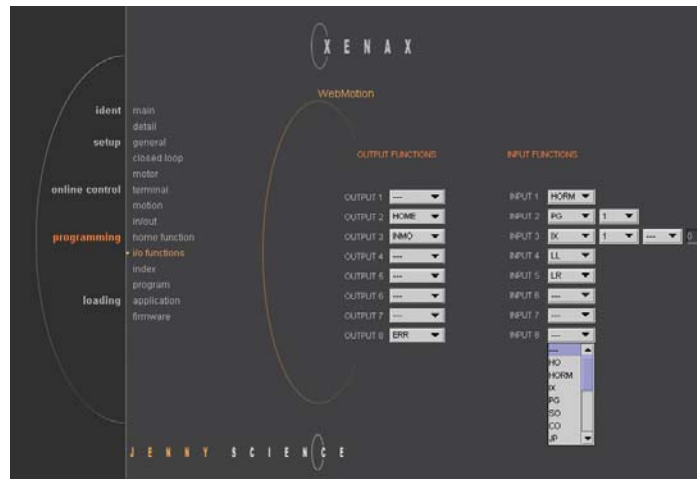 XENAX
WebMotion
ident main
detail
setup general
closed loop
motor
online control terminal
motion
in/out
programming home function
i/o functions
index
program
loading application
firmware
OUTPUT FUNCTIONS
OUTPUT 1 ---
OUTPUT 2 HOME
OUTPUT 3 INMO
OUTPUT 4 ---
OUTPUT 5 ---
OUTPUT 6 ---
OUTPUT 7 ---
OUTPUT 8 ERR
INPUT FUNCTIONS
INPUT 1 HORM
INPUT 2 PG 1
INPUT 3 IX 1 --- 0
INPUT 4 LL
INPUT 5 LR
INPUT 6 ---
INPUT 7 ---
INPUT 8 ---
---
HO
HORM
IX
PG
SO
CO
JP
JENNY SCIENCE